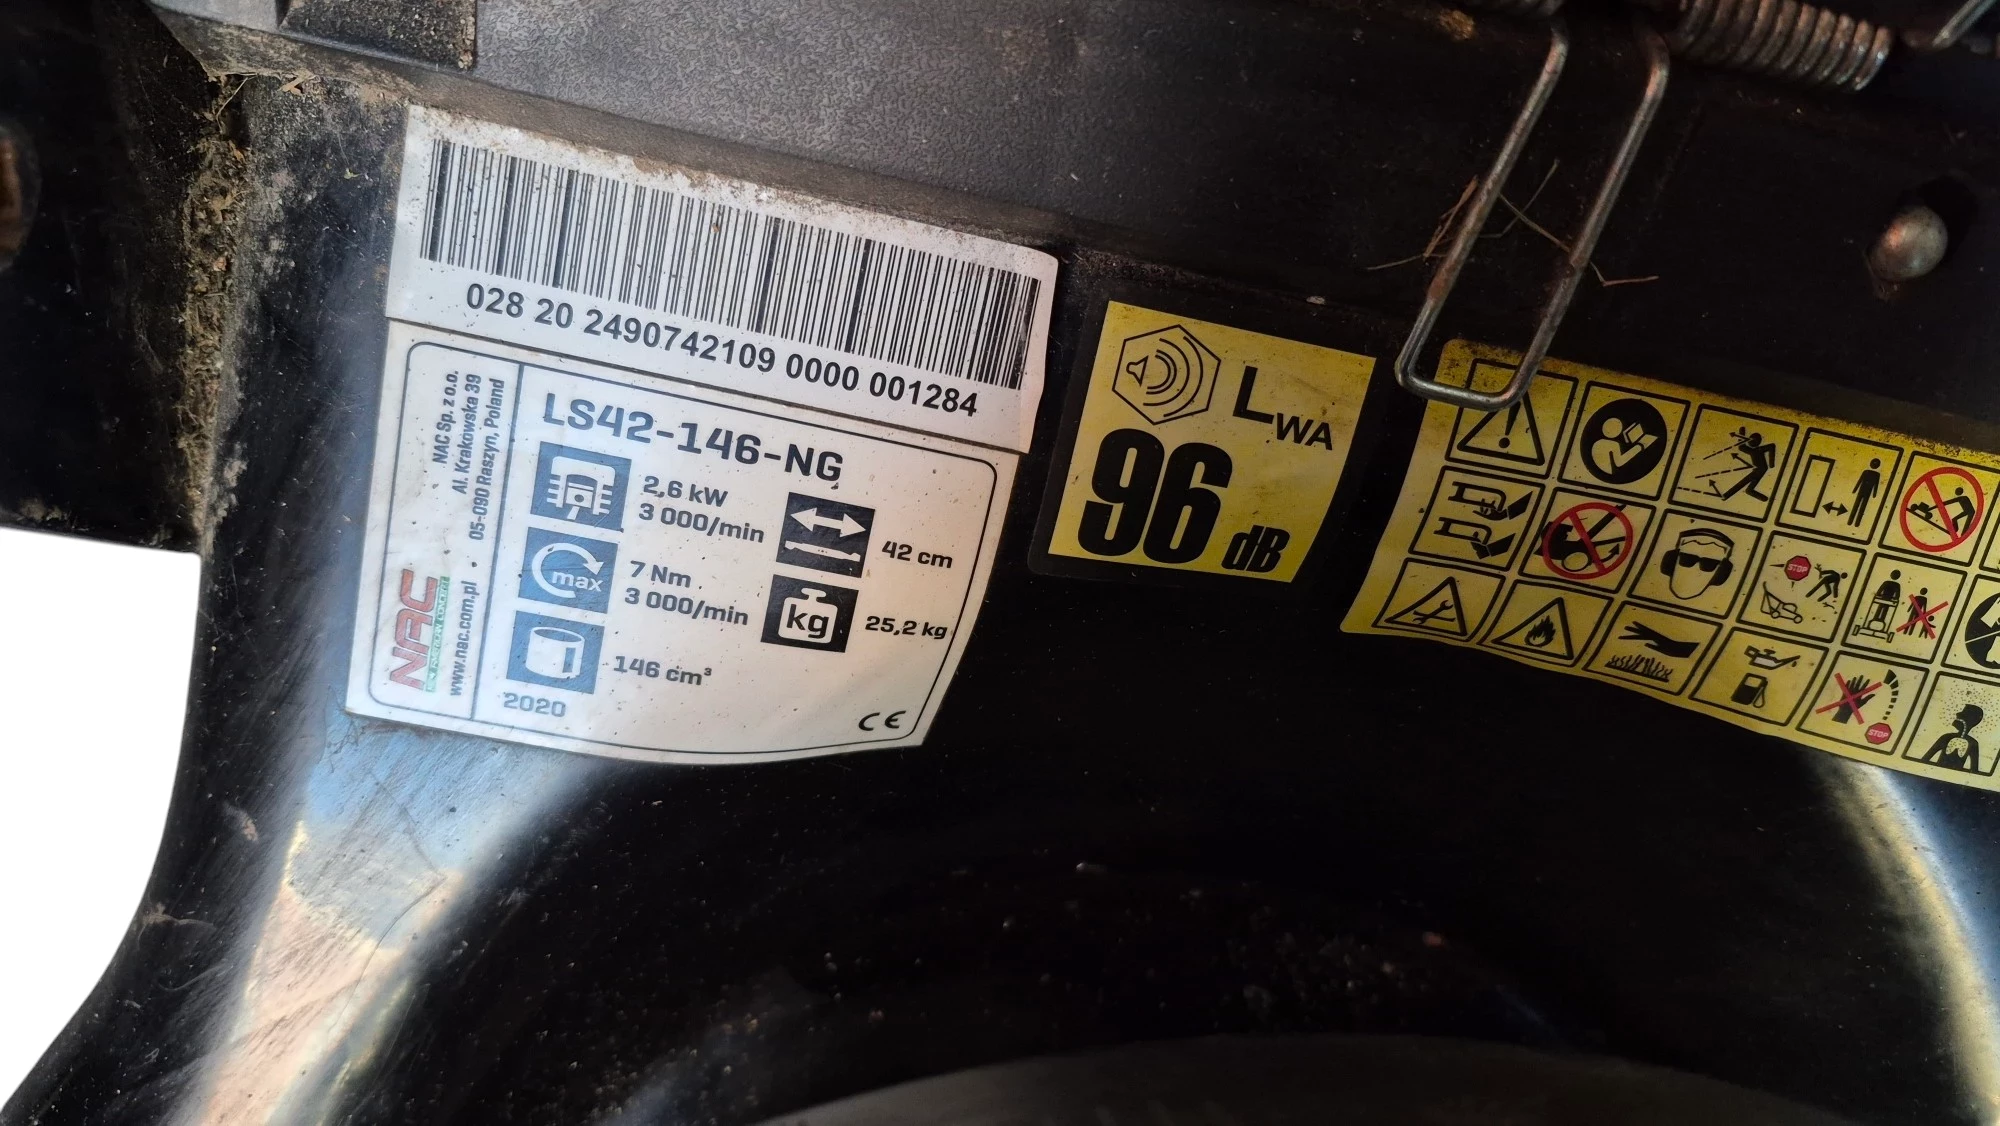 028 20 2490742109 0000 001284
NAC Sp. z o.o.
Al. Krakowska 39
05-090 Raszyn, Poland
www.nac.com.pl
NAC
LS42-146-NG
2,6 kW
3 000/min
42 cm
max
7 Nm
3 000/min
kg
25,2 kg
146 cm³
2020
CE
LWA
96 dB
STOP
STOP